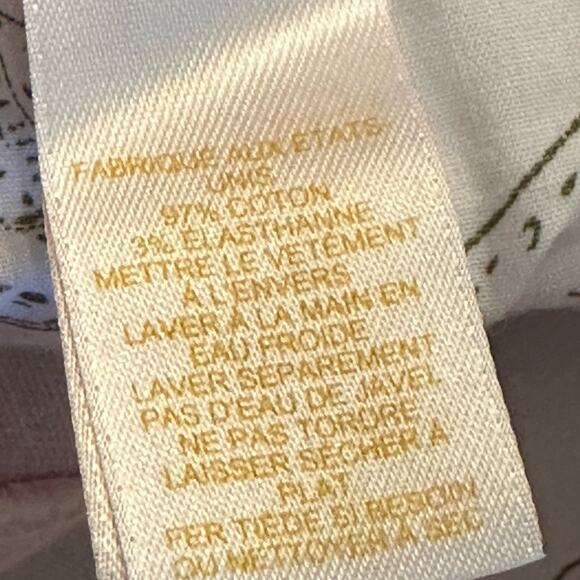 FABRIQUE AUX ETATS
UNIS
97% COTON
3% ELASTHANNE
METTRE LE VETEMENT
À L'ENVERS
LAVER A LA MAIN EN
EAU FROIDE
LAVER SEPAREMENT
PAS D'EAU DE JAVEL
NE PAS TORDRE
LAISSER SECHER A
PLAT
FER TIEDE SI BESOIN
OU NETTOYER A SEC